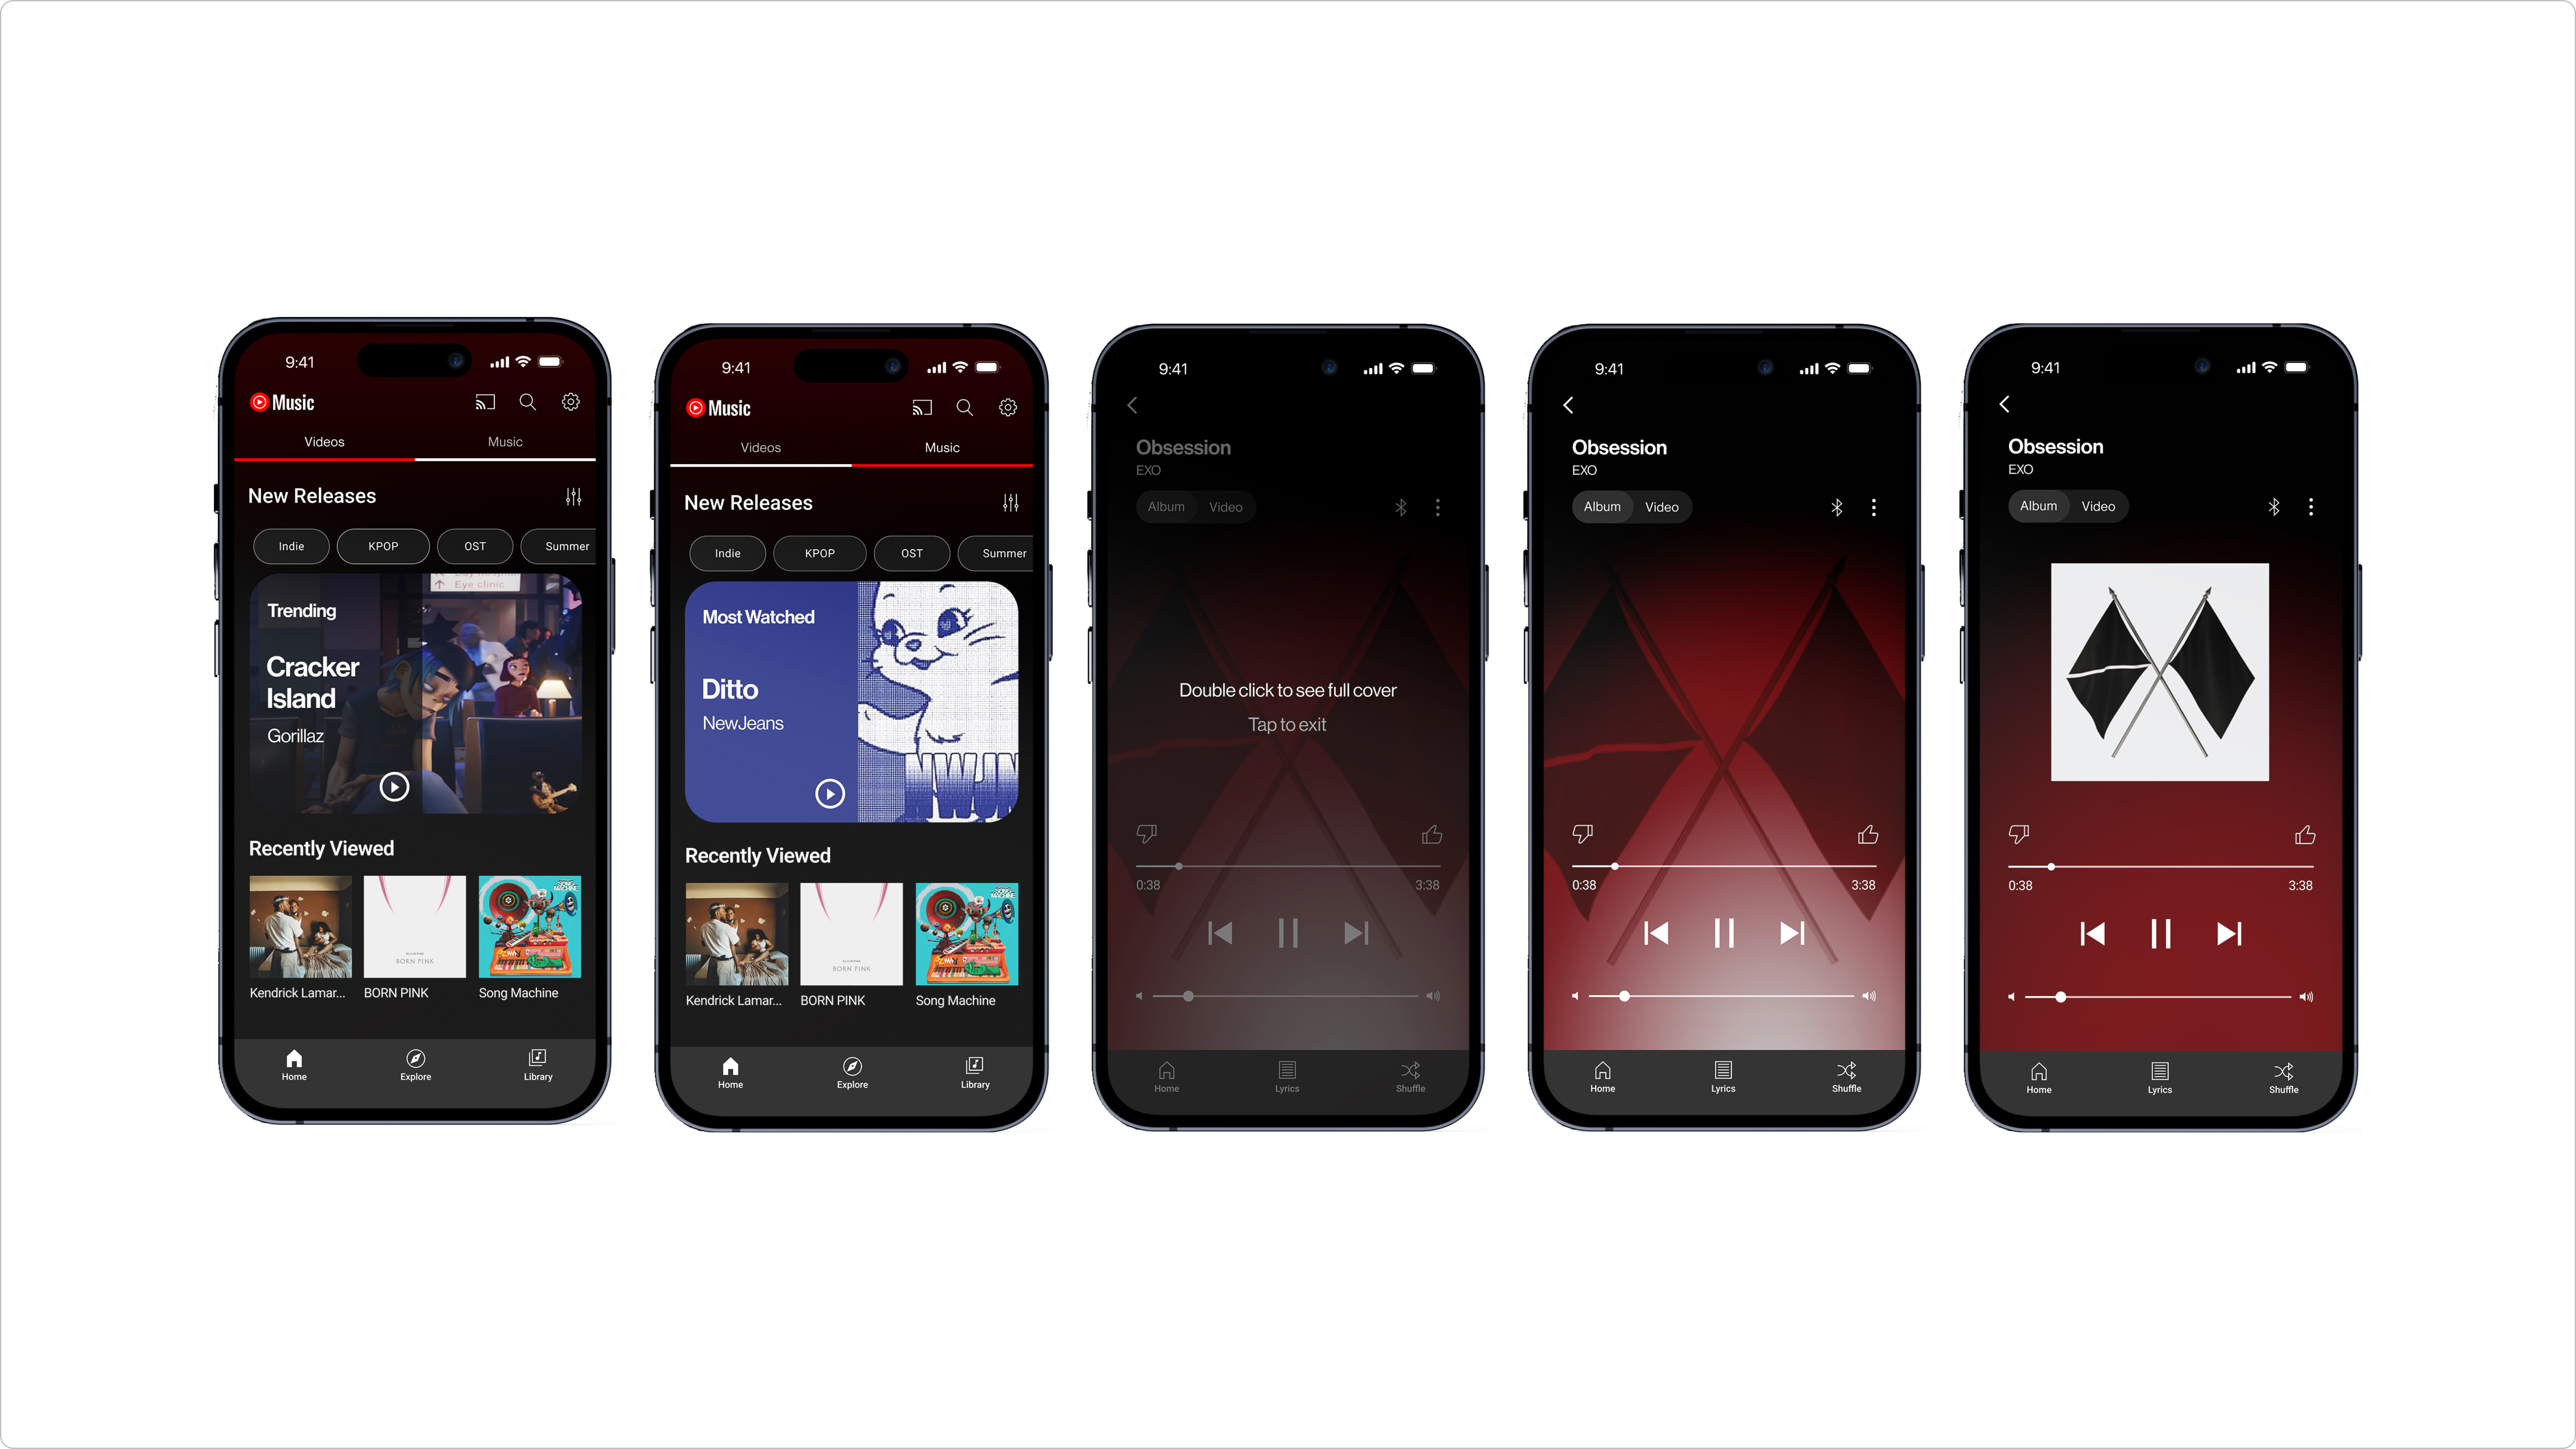 9:41
Music
Videos
Music
New Releases
Indie
KPOP
OST
Summer
Eye clinic
Trending
Cracker
Island
Gorillaz
Recently Viewed
BORN PINK
SONG
MACHINE
Kendrick Lamar...
BORN PINK
Song Machine
Home
Explore
Library
9:41
Music
Videos
Music
New Releases
Indie
KPOP
OST
Summer
Most Watched
Ditto
NewJeans
NWJN
Recently Viewed
BORN PINK
SONG
MACHINE
Kendrick Lamar...
BORN PINK
Song Machine
Home
Explore
Library
9:41
Obsession
EXO
Album
Video
Double click to see full cover
Tap to exit
0:38
3:38
Home
Lyrics
Shuffle
9:41
Obsession
EXO
Album
Video
0:38
3:38
Home
Lyrics
Shuffle
9:41
Obsession
EXO
Album
Video
0:38
3:38
Home
Lyrics
Shuffle